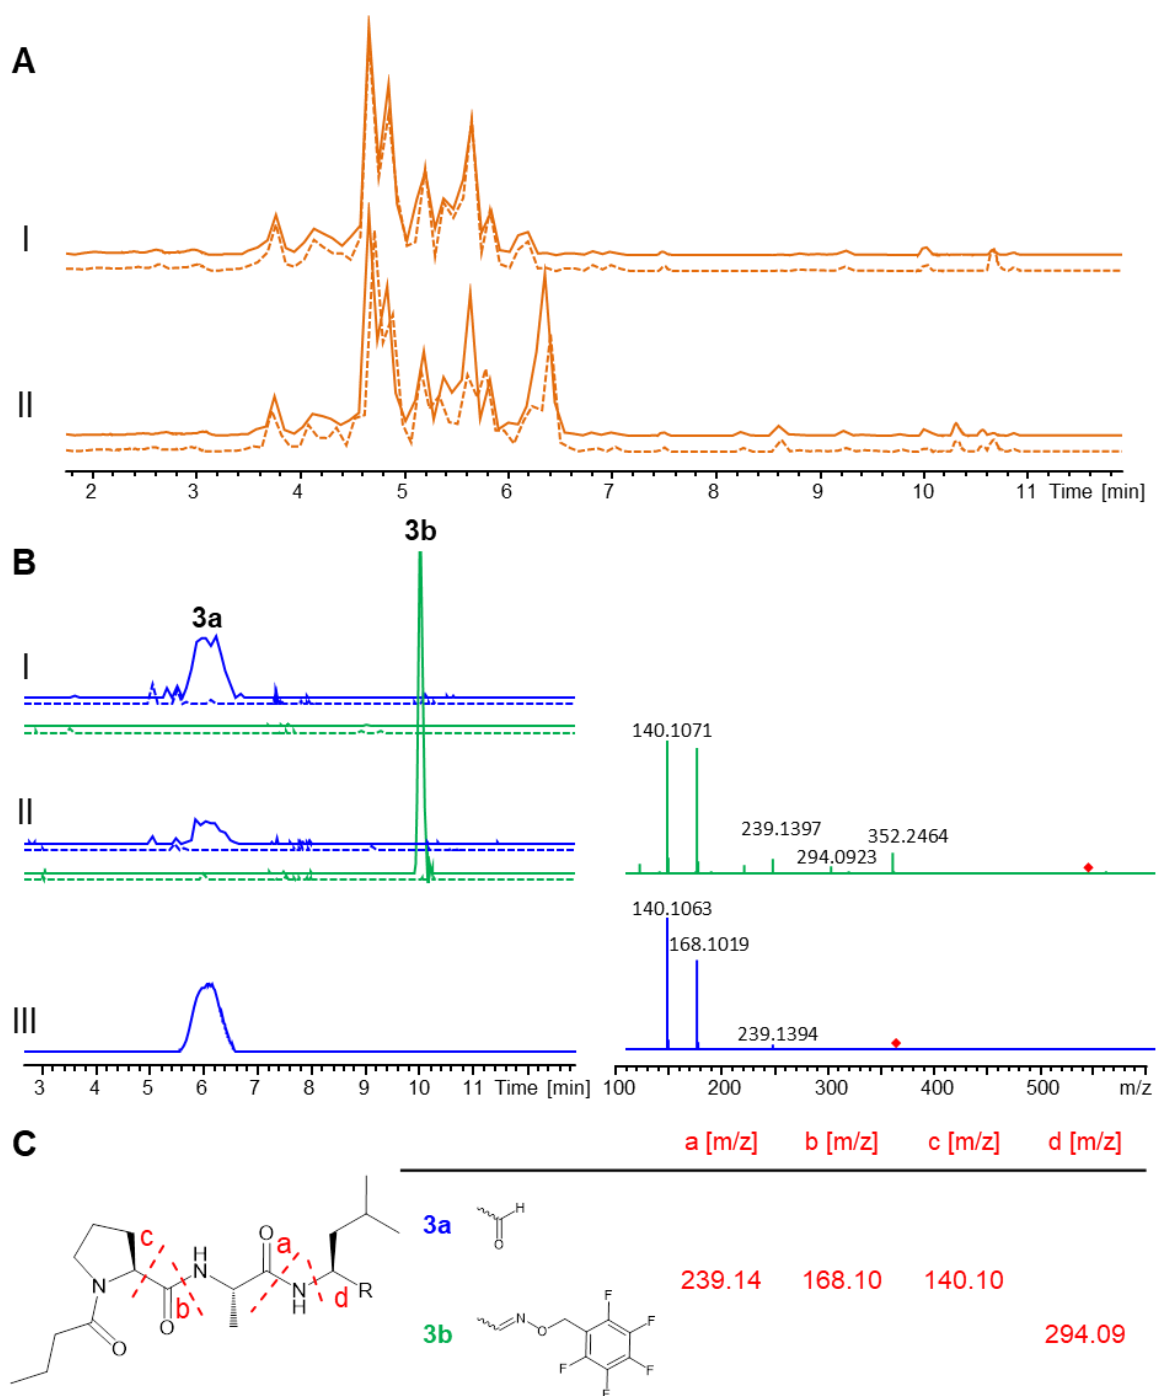 A
I
II
2 3 4 5 6 7 8 9 10 11 Time [min]
3b
B
3a
I
140.1071
II
239.1397
352.2464
294.0923
140.1063
168.1019
III
239.1394
3 4 5 6 7 8 9 10 11 Time [min]
100 200 300 400 500 m/z
C
a [m/z] b [m/z] c [m/z] d [m/z]
3a
H
O
c
H
N
O
a
N
O
b
N
H
d
R
O
239.14 168.10 140.10
3b
N
O
F
F
F
F
F
294.09